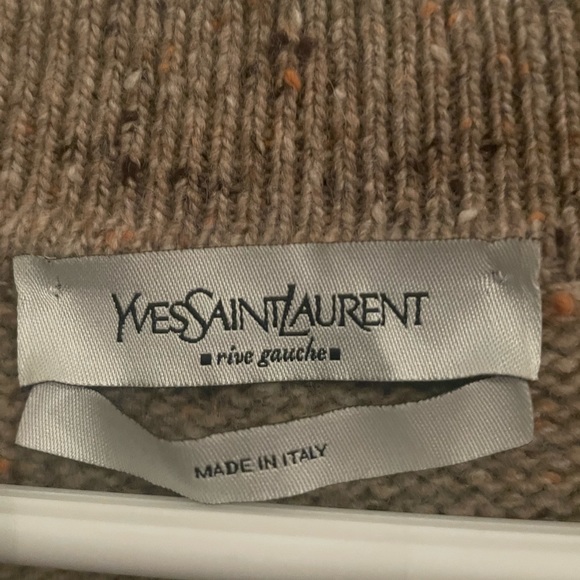 YVESSAINTLAURENT
rive gauche
MADE IN ITALY